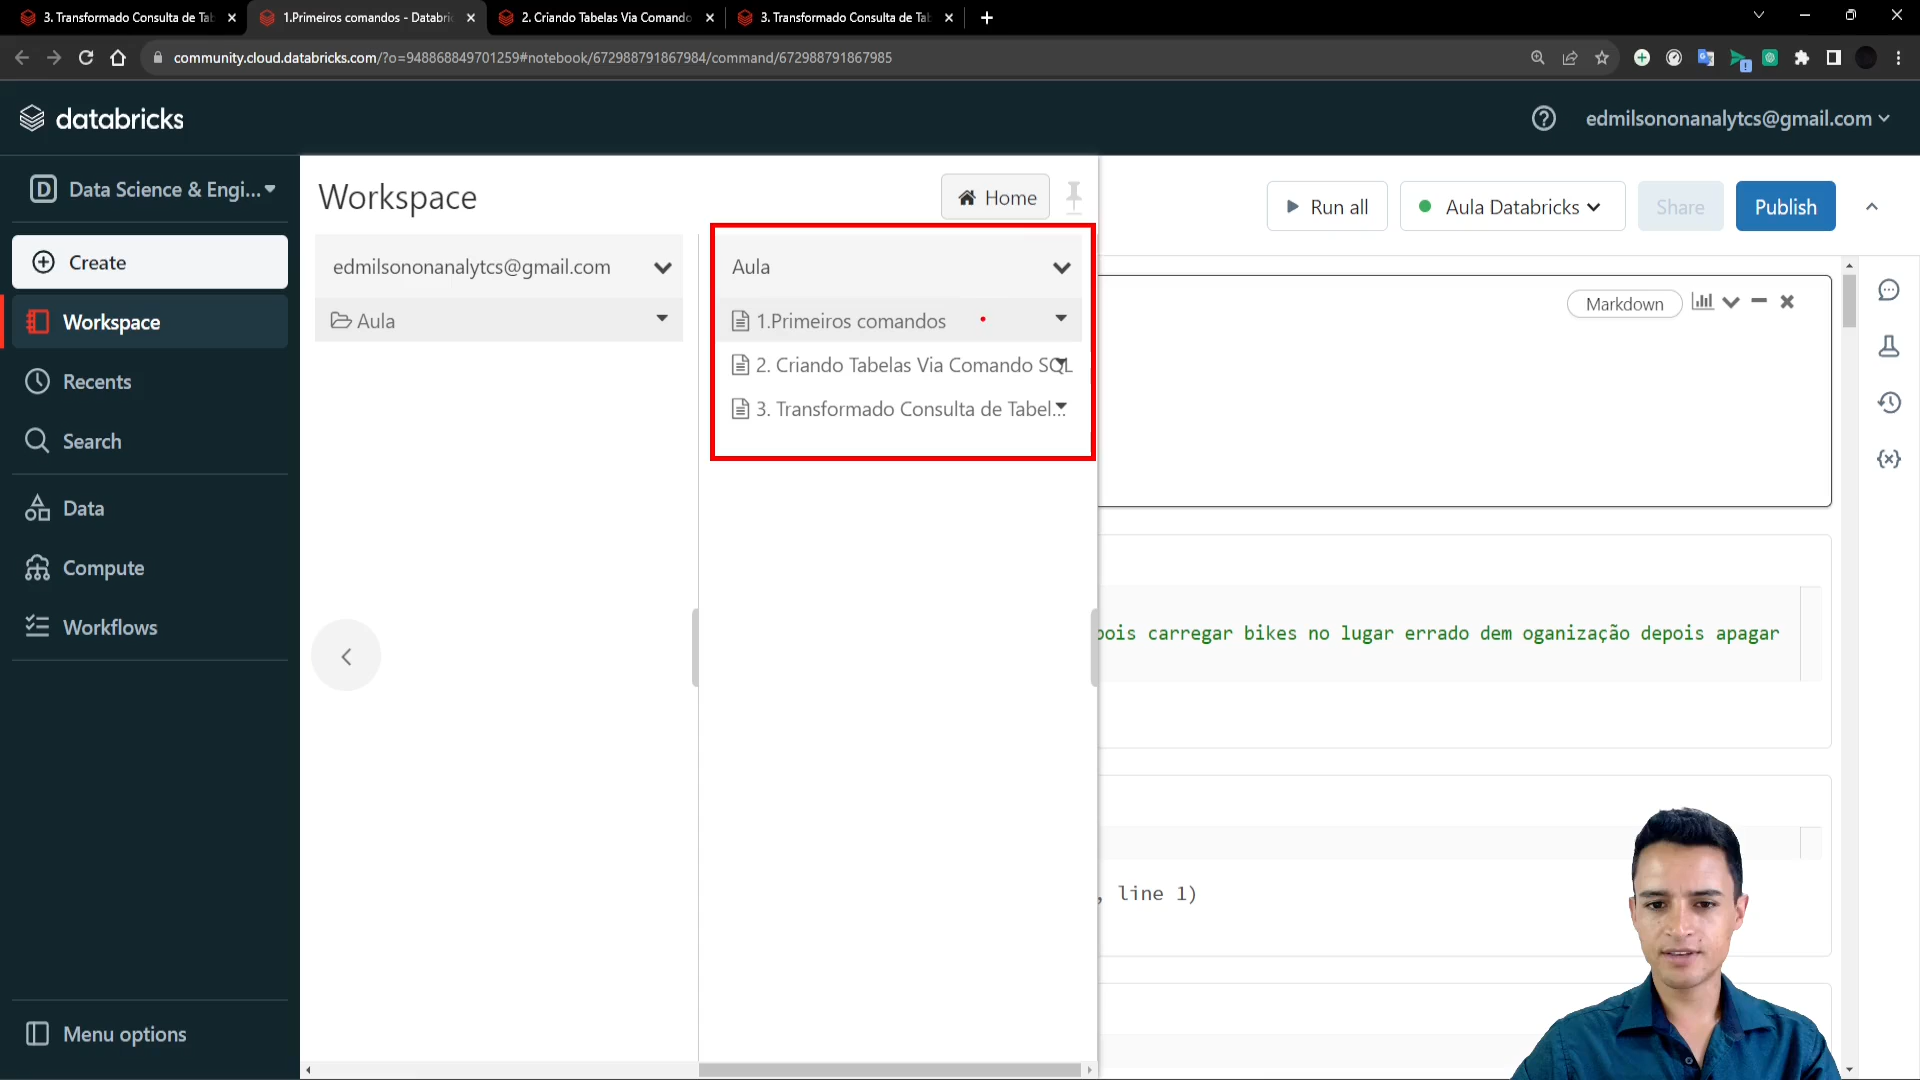 3. Transformado Consulta de Tab
1.Primeiros comandos - Databric
2. Criando Tabelas Via Comando
3. Transformado Consulta de Tab
community.cloud.databricks.com/?o=948868849701259#notebook/672988791867984/command/672988791867985
databricks
edmilsononanalytcs@gmail.com
Data Science & Engi...
Create
Workspace
Recents
Search
Data
Compute
Workflows
Menu options
Workspace
Home
edmilsononanalytcs@gmail.com
Aula
Aula
1.Primeiros comandos
2. Criando Tabelas Via Comando SQL
3. Transformado Consulta de Tabel...
Run all
Aula Databricks
Share
Publish
Markdown
pois carregar bikes no lugar errado dem oganização depois apagar
, line 1)